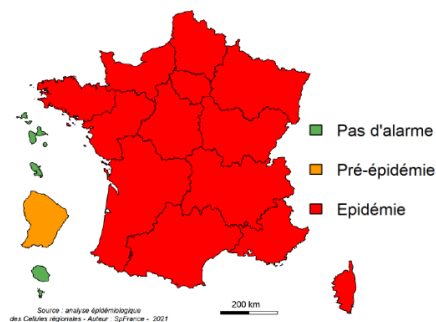 Pas d'alarme
Pré-épidémie
Epidémie
200 km
Source : analyse épidémiologique
des Cellules régionales - Auteur : SpFrance - 2021